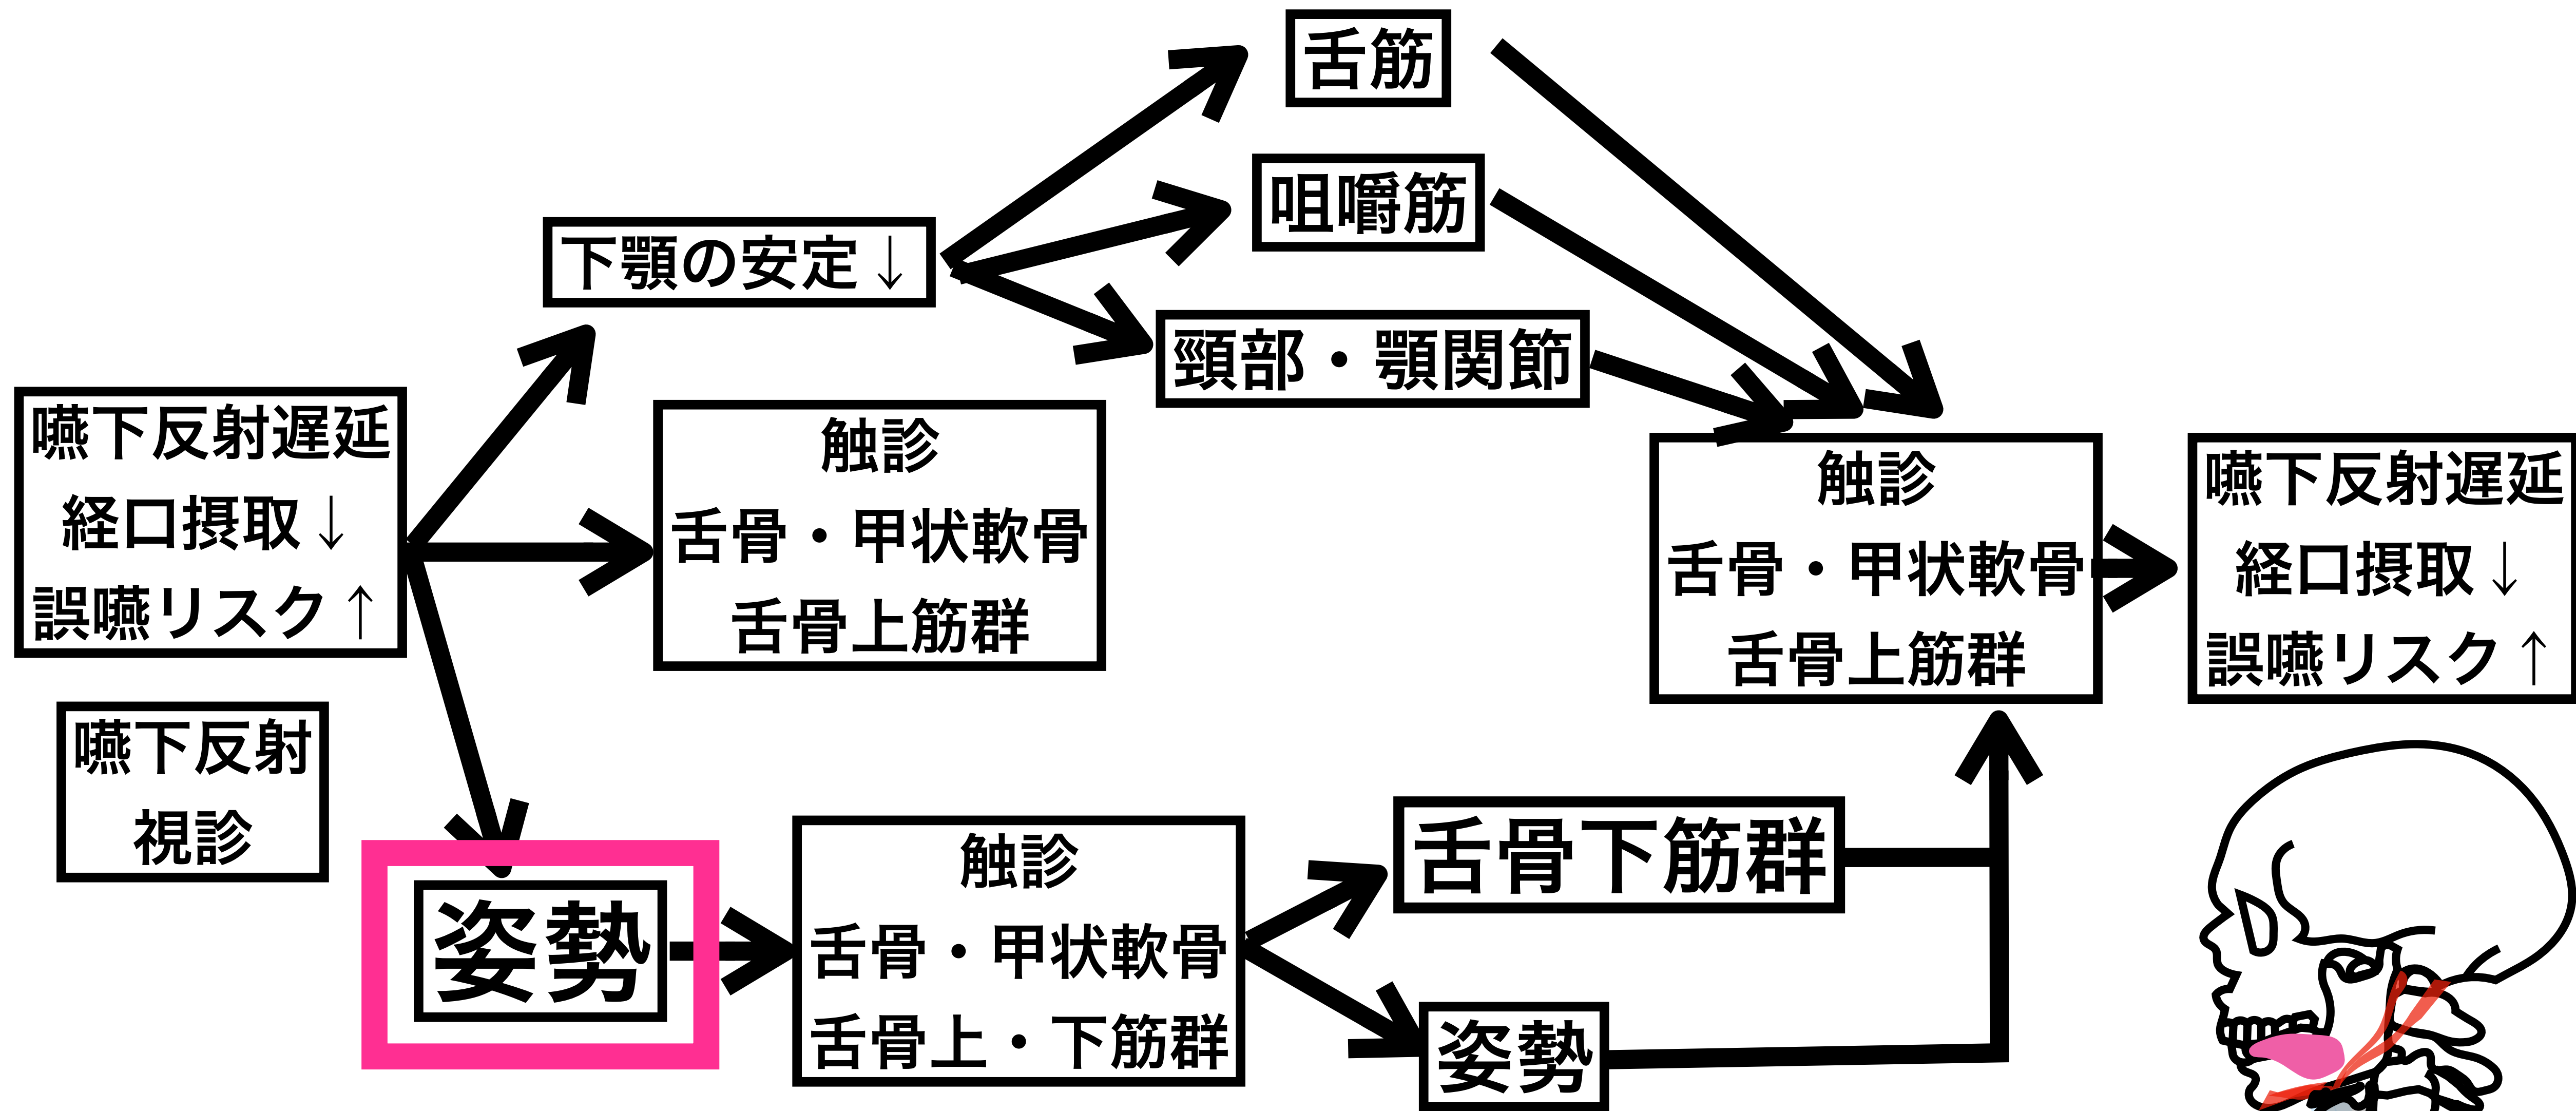 舌筋
咀嚼筋
下顎の安定↓
頸部・顎関節
嚥下反射遅延
経口摂取↓
誤嚥リスク↑
触診
舌骨・甲状軟骨
舌骨上筋群
触診
舌骨・甲状軟骨
舌骨上筋群
嚥下反射遅延
経口摂取↓
誤嚥リスク↑
嚥下反射
視診
姿勢
触診
舌骨・甲状軟骨
舌骨上・下筋群
舌骨下筋群
姿勢